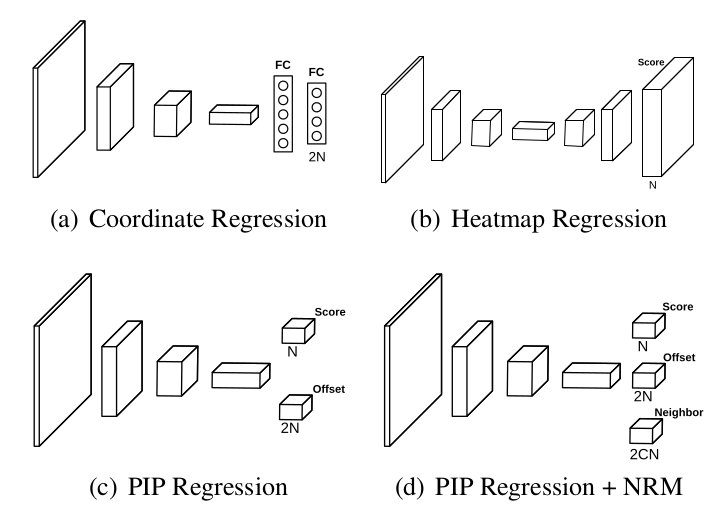 FC
FC
2N
(a) Coordinate Regression
Score
N
(b) Heatmap Regression
Score
N
Offset
2N
(c) PIP Regression
Score
N
Offset
2N
Neighbor
2CN
(d) PIP Regression + NRM